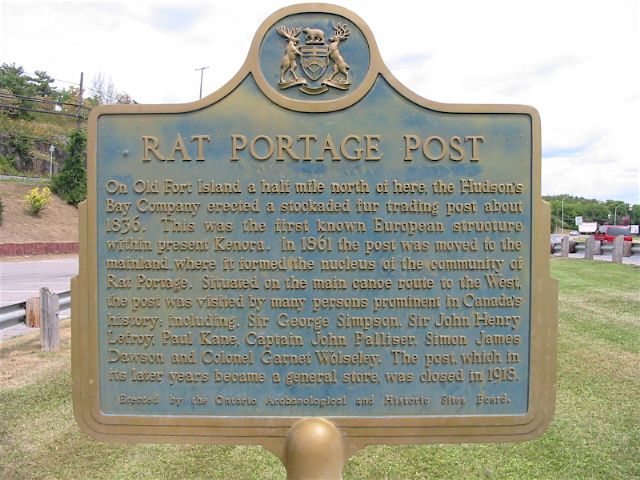 RAT PORTAGE POST
On Old Fort Island a half mile north of here, the Hudson's
Bay Company erected a stockaded fur trading post about
1836. This was the first known European structure
within present Kenora. In 1861 the post was moved to the
mainland, where it formed the nucleus of the community of
Rat Portage. Situated on the main canoe route to the West,
the post was visited by many persons prominent in Canada's
history; including, Sir George Simpson, Sir John Henry
Lefroy, Paul Kane, Captain John Palliser, Simon James
Dawson and Colonel Garnet Wolseley. The post, which in
its later years became a general store, was closed in 1918.
Erected by the Ontario Archaeological and Historic Sites Board.